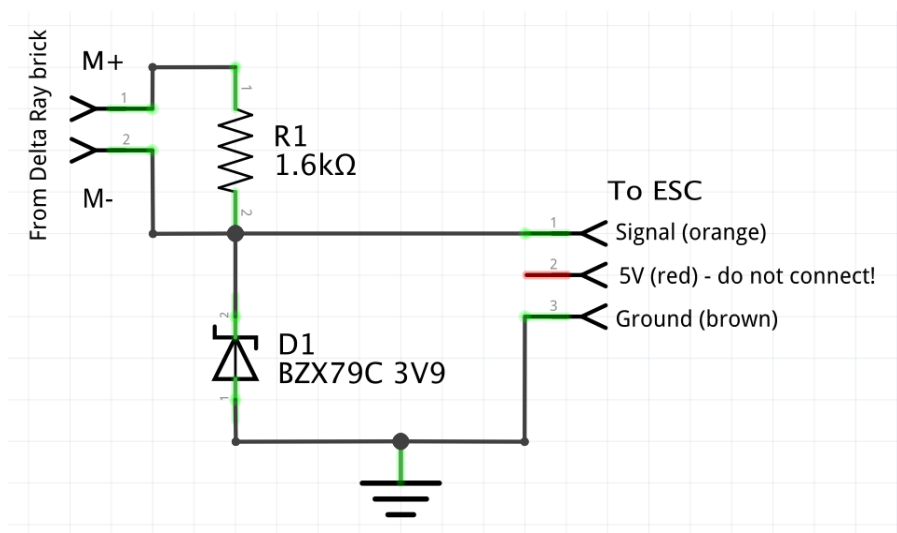 From Delta Ray brick
M+
1
2
M-
1
R1
1.6kΩ
2
To ESC
1
Signal (orange)
2
5V (red) - do not connect!
3
Ground (brown)
2
D1
BZX79C 3V9
1